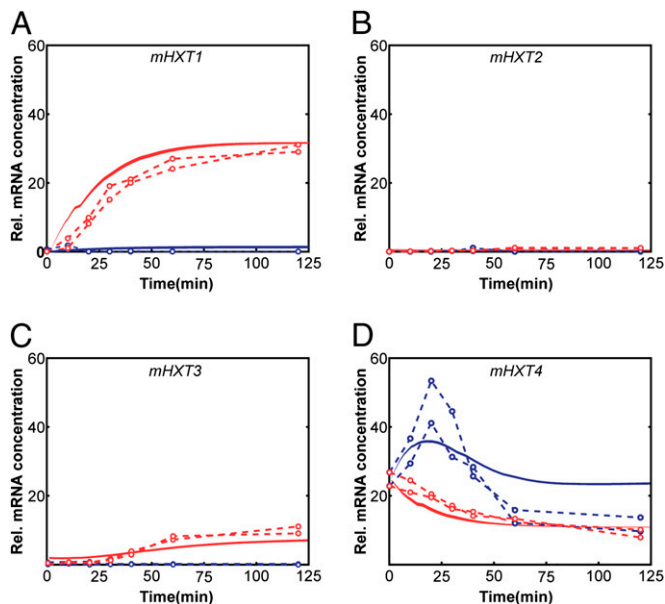 A
B
mHXT1
mHXT2
Rel. mRNA concentration
60
40
20
0
0 25 50 75 100 125
Time(min)
Rel. mRNA concentration
60
40
20
0
0 25 50 75 100 125
Time(min)
C
D
mHXT3
mHXT4
Rel. mRNA concentration
60
40
20
0 25 50 75 100 125
Time(min)
Rel. mRNA concentration
60
40
20
0 25 50 75 100 125
Time(min)